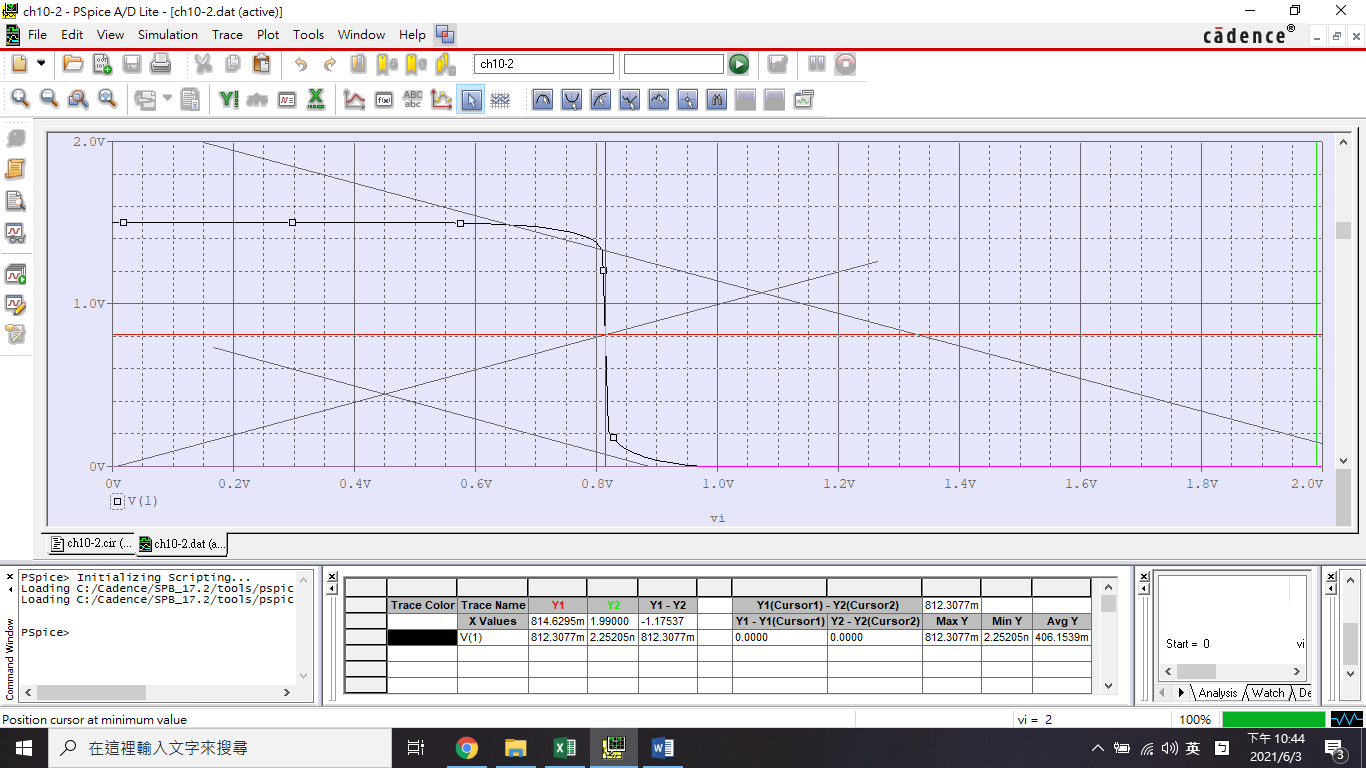 ch10-2 - PSpice A/D Lite - [ch10-2.dat (active)]
File Edit View Simulation Trace Plot Tools Window Help
cādence®
ch10-2
ABC
abc
2.0V
1.0V
0V
0V 0.2V 0.4V 0.6V 0.8V 1.0V 1.2V 1.4V 1.6V 1.8V 2.0V
V(1)
vi
ch10-2.cir (... ch10-2.dat (a...
Command Window
PSpice> Initializing Scripting...
Loading C:/Cadence/SPB_17.2/tools/pspic
Loading C:/Cadence/SPB_17.2/tools/pspic
PSpice>
Trace Color Trace Name Y1 Y2 Y1 - Y2 Y1(Cursor1) - Y2(Cursor2) 812.3077m
X Values 814.6295m 1.99000 -1.17537 Y1 - Y1(Cursor1) Y2 - Y2(Cursor2) Max Y Min Y Avg Y
V(1) 812.3077m 2.25205n 812.3077m 0.0000 0.0000 812.3077m 2.25205n 406.1539m
Start = 0 vi
Analysis Watch De
Position cursor at minimum value
vi = 2
100%
在這裡輸入文字來搜尋
英
下午 10:44
2021/6/3
3